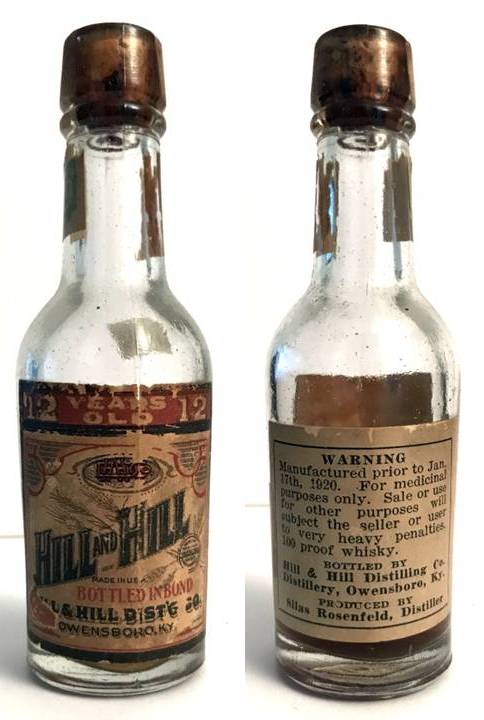 12 YEARS 12
OLD
HILL AND HILL
MADE IN U.S.A.
BOTTLED IN BOND
L & HILL DIST'G CO.
OWENSBORO, KY.
WARNING
Manufactured prior to Jan.
17th, 1920. For medicinal
purposes only. Sale or use
for other purposes will
subject the seller or user
to very heavy penalties.
100 proof whisky.
BOTTLED BY
Hill & Hill Distilling Co.
Distillery, Owensboro, Ky.
PRODUCED BY
Silas Rosenfeld, Distiller